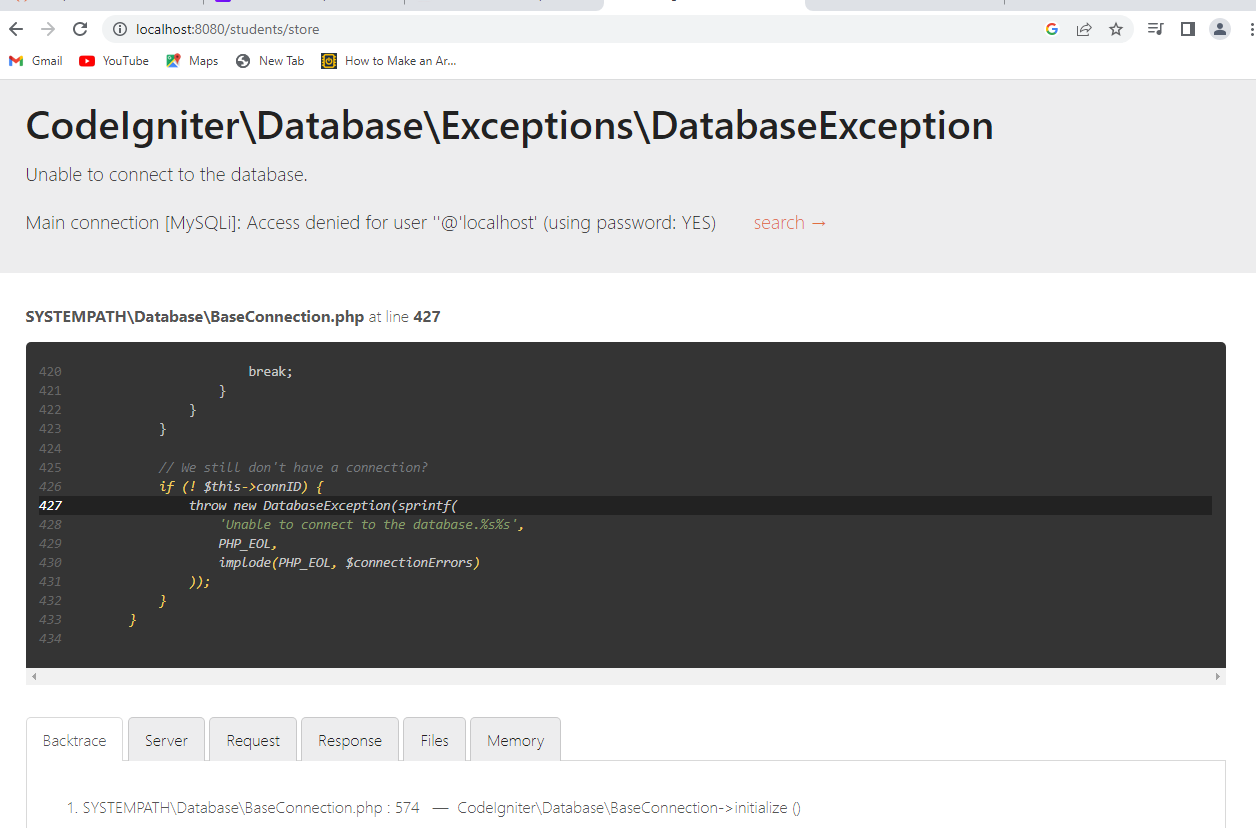 localhost:8080/students/store
Gmail YouTube Maps New Tab How to Make an Ar...
CodeIgniter\Database\Exceptions\DatabaseException
Unable to connect to the database.
Main connection [MySQLi]: Access denied for user ''@'localhost' (using password: YES) search →
SYSTEMPATH\Database\BaseConnection.php at line 427
420 break;
421 }
422 }
423 }
424
425 // We still don't have a connection?
426 if (! $this->connID) {
427 throw new DatabaseException(sprintf(
428 'Unable to connect to the database.%s%s',
429 PHP_EOL,
430 implode(PHP_EOL, $connectionErrors)
431 ));
432 }
433 }
434
Backtrace Server Request Response Files Memory
1. SYSTEMPATH\Database\BaseConnection.php : 574 — CodeIgniter\Database\BaseConnection->initialize ()